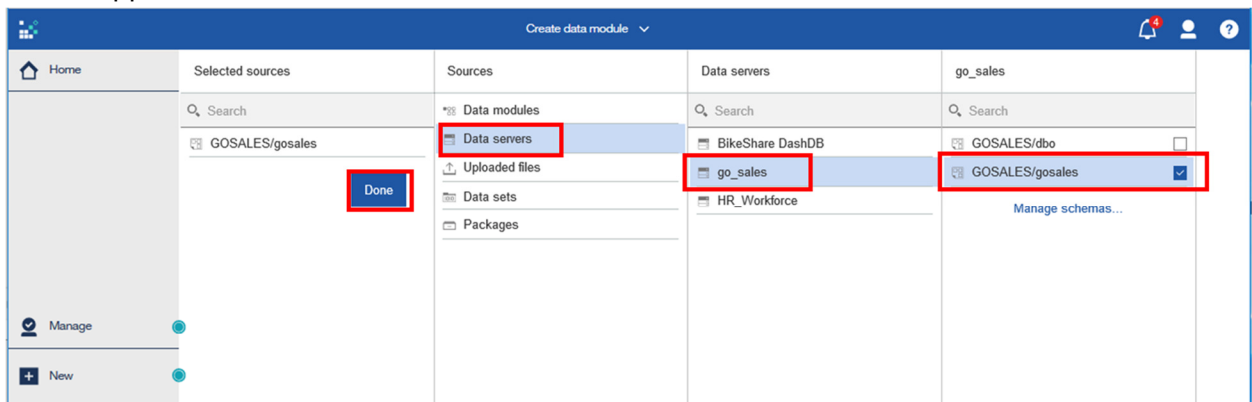 Create data module
4
?
Home
Selected sources
Sources
Data servers
go_sales
Search
Data modules
Search
Search
GOSALES/gosales
Data servers
BikeShare DashDB
GOSALES/dbo
Done
Uploaded files
go_sales
GOSALES/gosales
Data sets
HR_Workforce
Manage schemas...
Packages
Manage
New